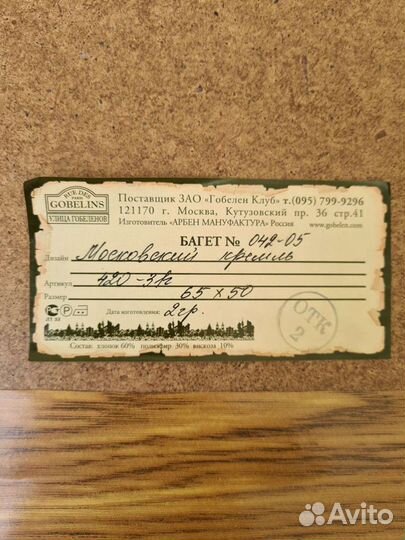 RUE DES
PARIS
GOBELINS
УЛИЦА ГОБЕЛЕНОВ
Поставщик ЗАО «Гобелен Клуб» т.(095) 799-9296
121170 г. Москва, Кутузовский пр. 36 стр.41
Изготовитель «АРБЕН МАНУФАКТУРА» Россия www.gobelen.com
БАГЕТ № 042-05
Дизайн Московский кремль
Артикул 420-3к
Размер 65 x 50
Дата изготовления: 2гр.
ОТК
2
Состав: хлопок 60% полиэфир 30% вискоза 10%
Avito